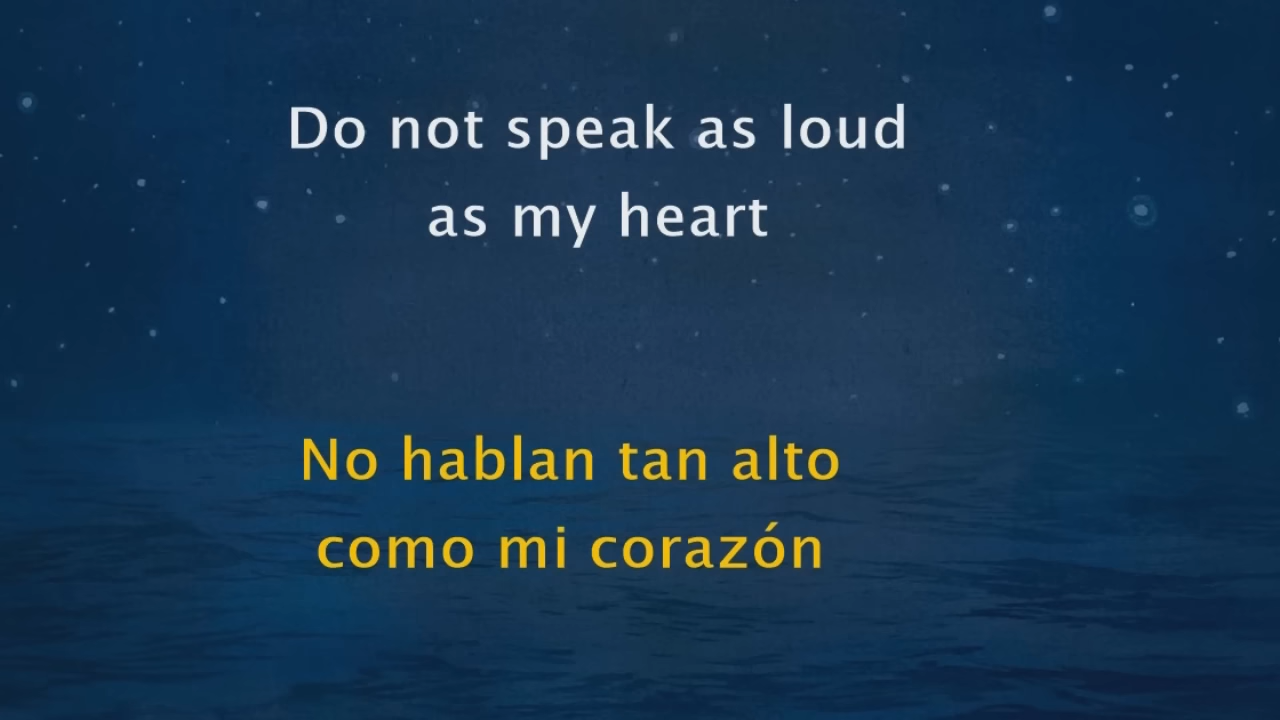 Do not speak as loud
as my heart
No hablan tan alto
como mi corazón